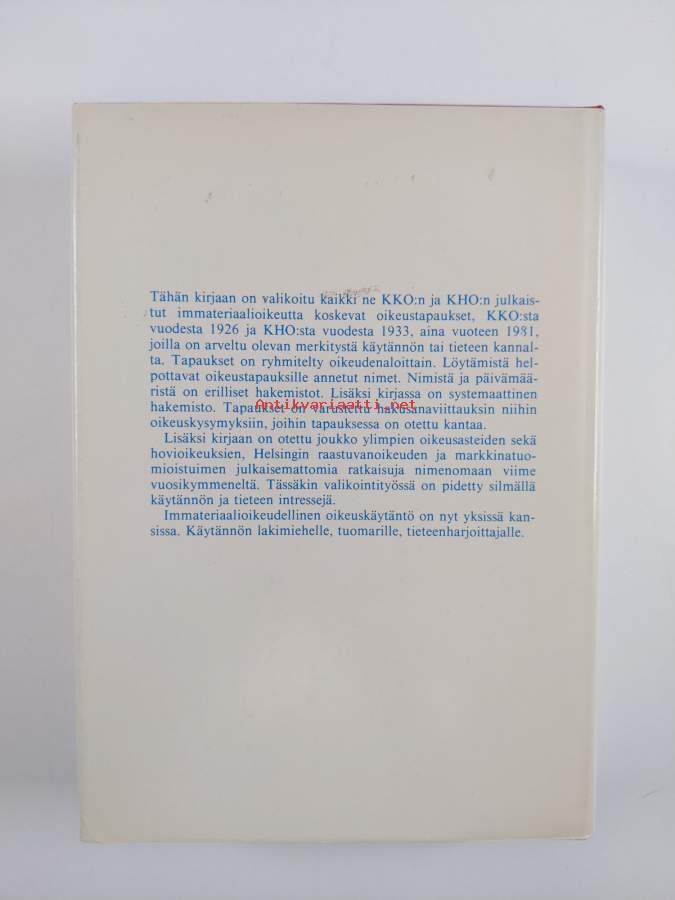 Tähän kirjaan on valikoitu kaikki ne KKO:n ja KHO:n julkais-
tut immateriaalioikeutta koskevat oikeustapaukset, KKO:sta
vuodesta 1926 ja KHO:sta vuodesta 1933, aina vuoteen 1981,
joilla on arveltu olevan merkitystä käytännön tai tieteen kannal-
ta. Tapaukset on ryhmitelty oikeudenaloittain. Löytämistä hel-
pottavat oikeustapauksille annetut nimet. Nimistä ja päivämää-
ristä on erilliset hakemistot. Lisäksi kirjassa on systemaattinen
Antikvariaatti.net
hakemisto. Tapaukset on varustettu hakusanaviittauksin niihin
oikeuskysymyksiin, joihin tapauksessa on otettu kantaa.
Lisäksi kirjaan on otettu joukko ylimpien oikeusasteiden sekä
hovioikeuksien, Helsingin raastuvanoikeuden ja markkinatuo-
mioistuimen julkaisemattomia ratkaisuja nimenomaan viime
vuosikymmeneltä. Tässäkin valikointityössä on pidetty silmällä
käytännön ja tieteen intressejä.
Immateriaalioikeudellinen oikeuskäytäntö on nyt yksissä kan-
sissa. Käytännön lakimiehelle, tuomarille, tieteenharjoittajalle.